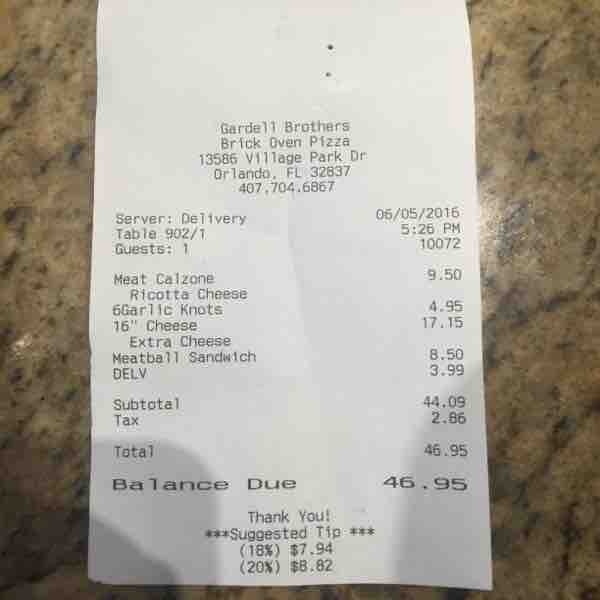 Gardell Brothers
Brick Oven Pizza
13586 Village Park Dr
Orlando, FL 32837
407.704.6867
Server: Delivery 06/05/2016
Table 902/1 5:26 PM
Guests: 1 10072
Meat Calzone 9.50
Ricotta Cheese
6Garlic Knots 4.95
16" Cheese 17.15
Extra Cheese
Meatball Sandwich 8.50
DELV 3.99
Subtotal 44.09
Tax 2.86
Total 46.95
Balance Due 46.95
Thank You!
***Suggested Tip ***
(18%) $7.94
(20%) $8.82